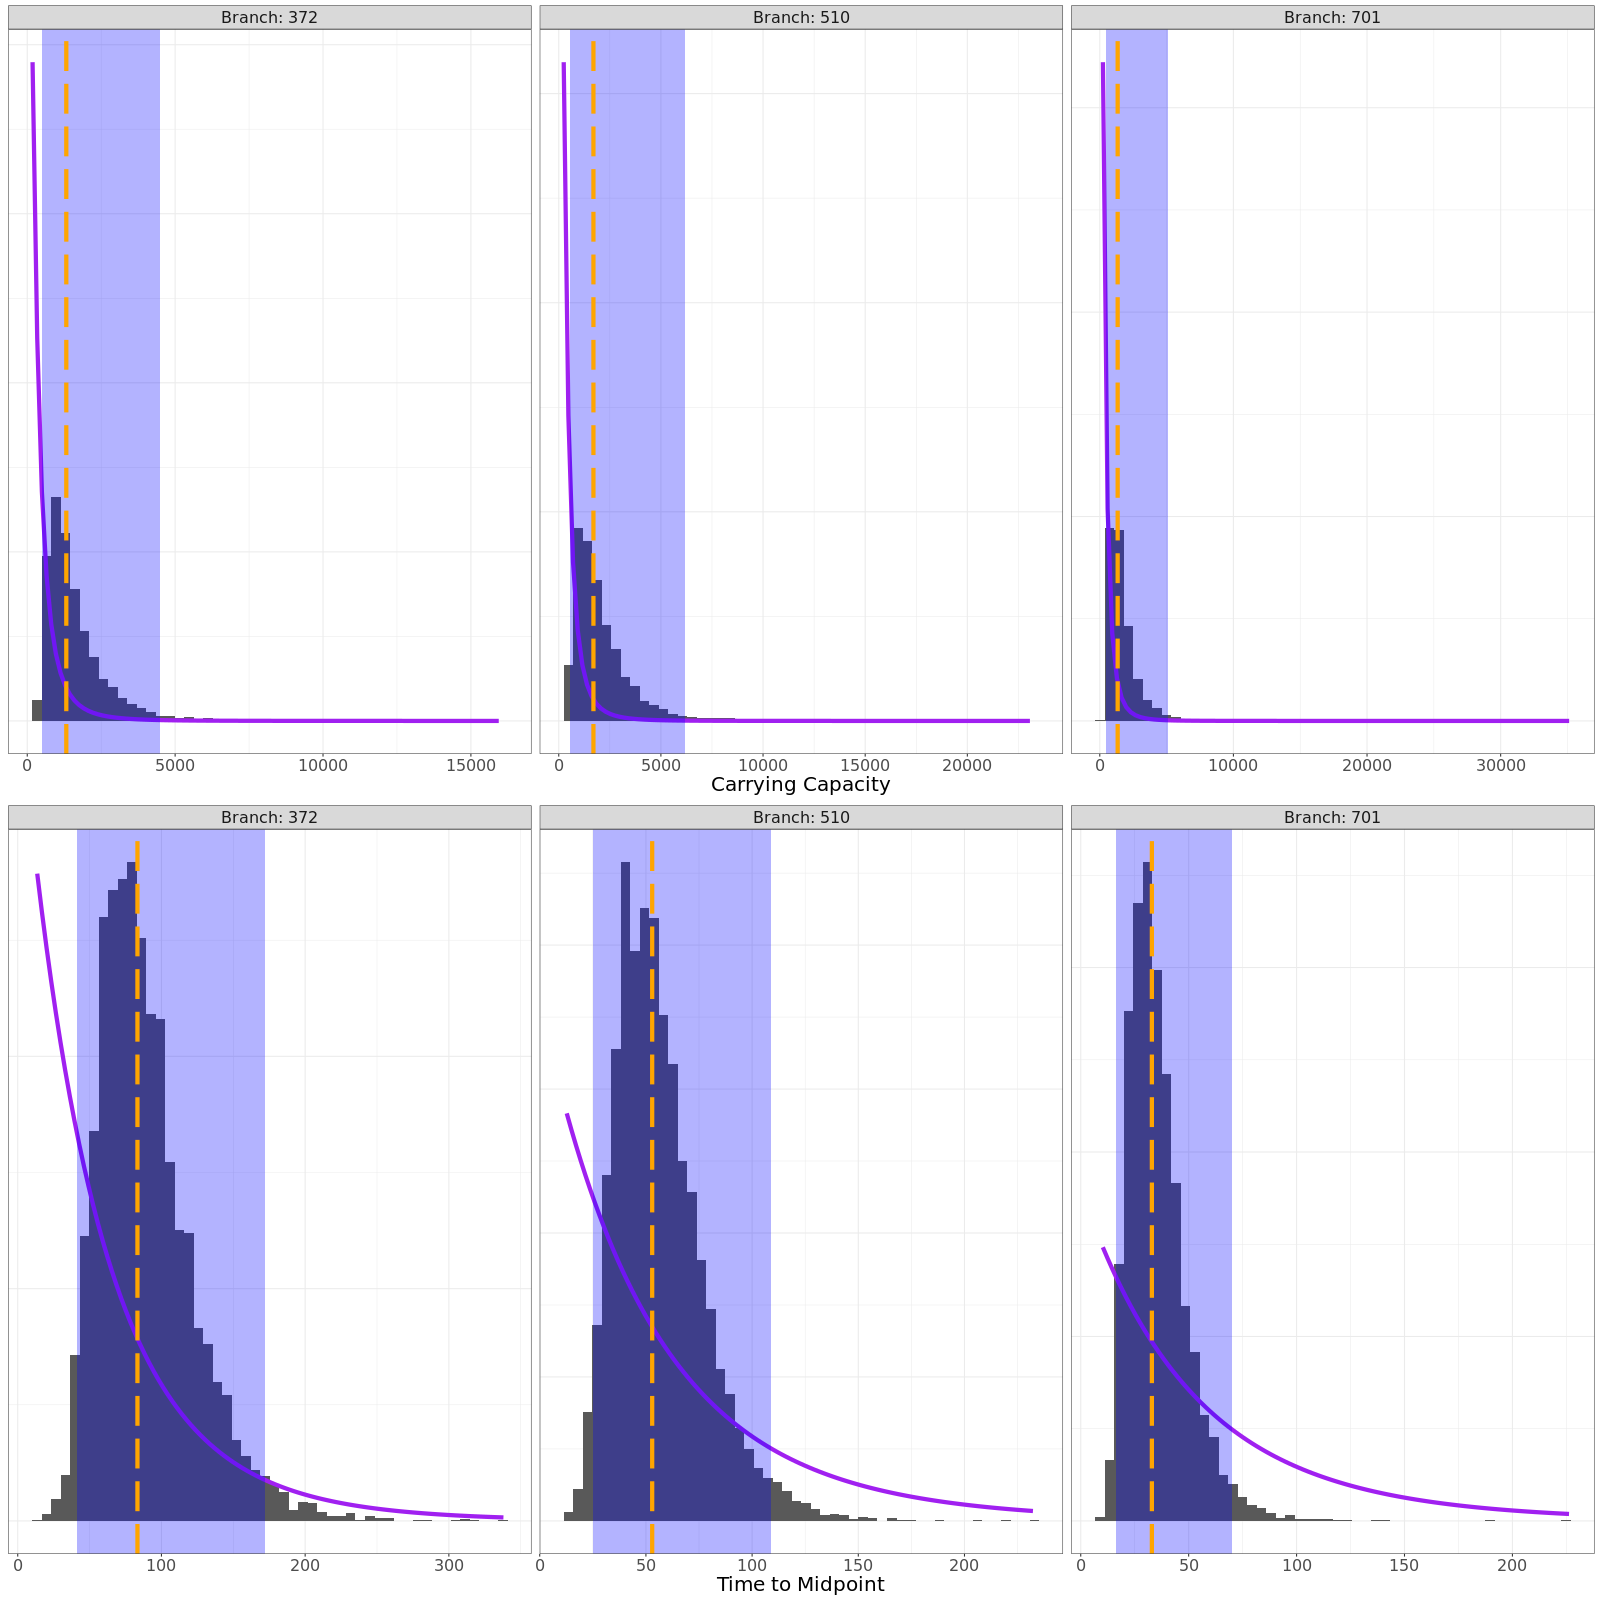 Branch: 372 Branch: 510 Branch: 701
0 5000 10000 15000 0 5000 10000 15000 20000 0 10000 20000 30000
Carrying Capacity
Branch: 372 Branch: 510 Branch: 701
0 100 200 300 0 50 100 150 200 0 50 100 150 200
Time to Midpoint